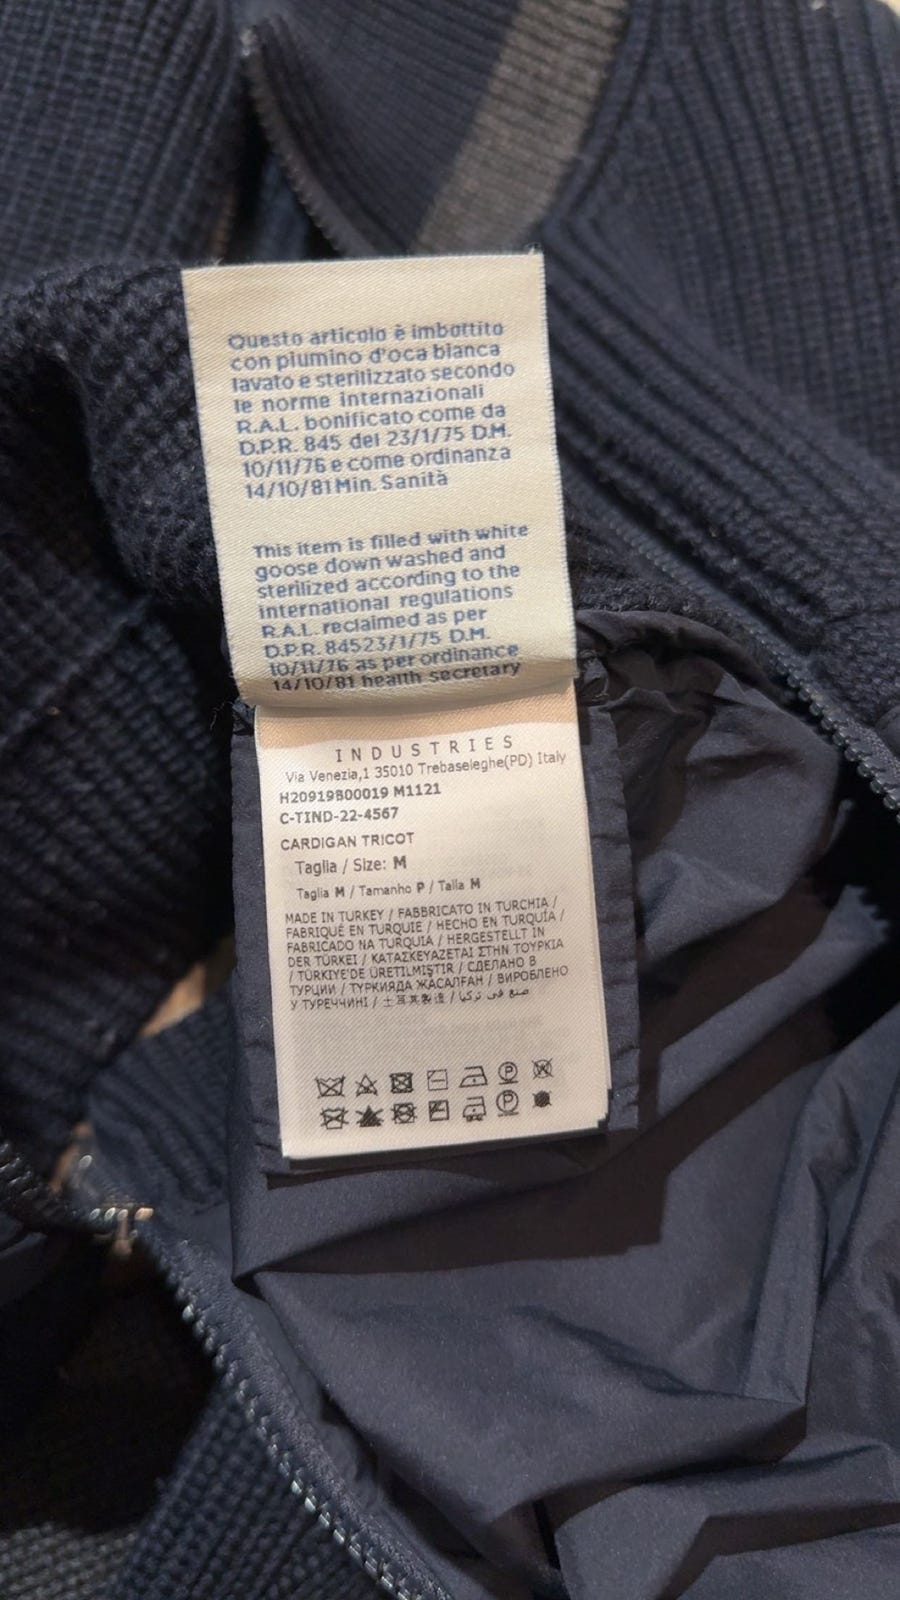 Questo articolo è imbottito
con piumino d'oca bianca
lavato e sterilizzato secondo
le norme internazionali
R.A.L. bonificato come da
D.P.R. 845 del 23/1/75 D.M.
10/11/76 e come ordinanza
14/10/81 Min. Sanità
This item is filled with white
goose down washed and
sterilized according to the
international regulations
R.A.L. reclaimed as per
D.P.R. 84523/1/75 D.M.
10/11/76 as per ordinance
14/10/81 health secretary
INDUSTRIES
Via Venezia,1 35010 Trebaseleghe(PD) Italy
H20919B00019 M1121
C-TIND-22-4567
CARDIGAN TRICOT
Taglia / Size: M
Taglia M / Tamanho P / Talla M
MADE IN TURKEY / FABBRICATO IN TURCHIA /
FABRIQUÉ EN TURQUIE / HECHO EN TURQUÍA /
FABRICADO NA TURQUIA / HERGESTELLT IN
DER TÜRKEI / ΚΑΤΑΣΚΕΥΑΖΕΤΑΙ ΣΤΗΝ ΤΟΥΡΚΙΑ
/ TÜRKİYE'DE ÜRETİLMİŞTİR / СДЕЛАНО В
ТУРЦИИ / ТУРКИЯДА ЖАСАЛҒАН / ВИРОБЛЕНО
У ТУРЕЧЧИНІ / 土耳其製造 / صنع في تركيا